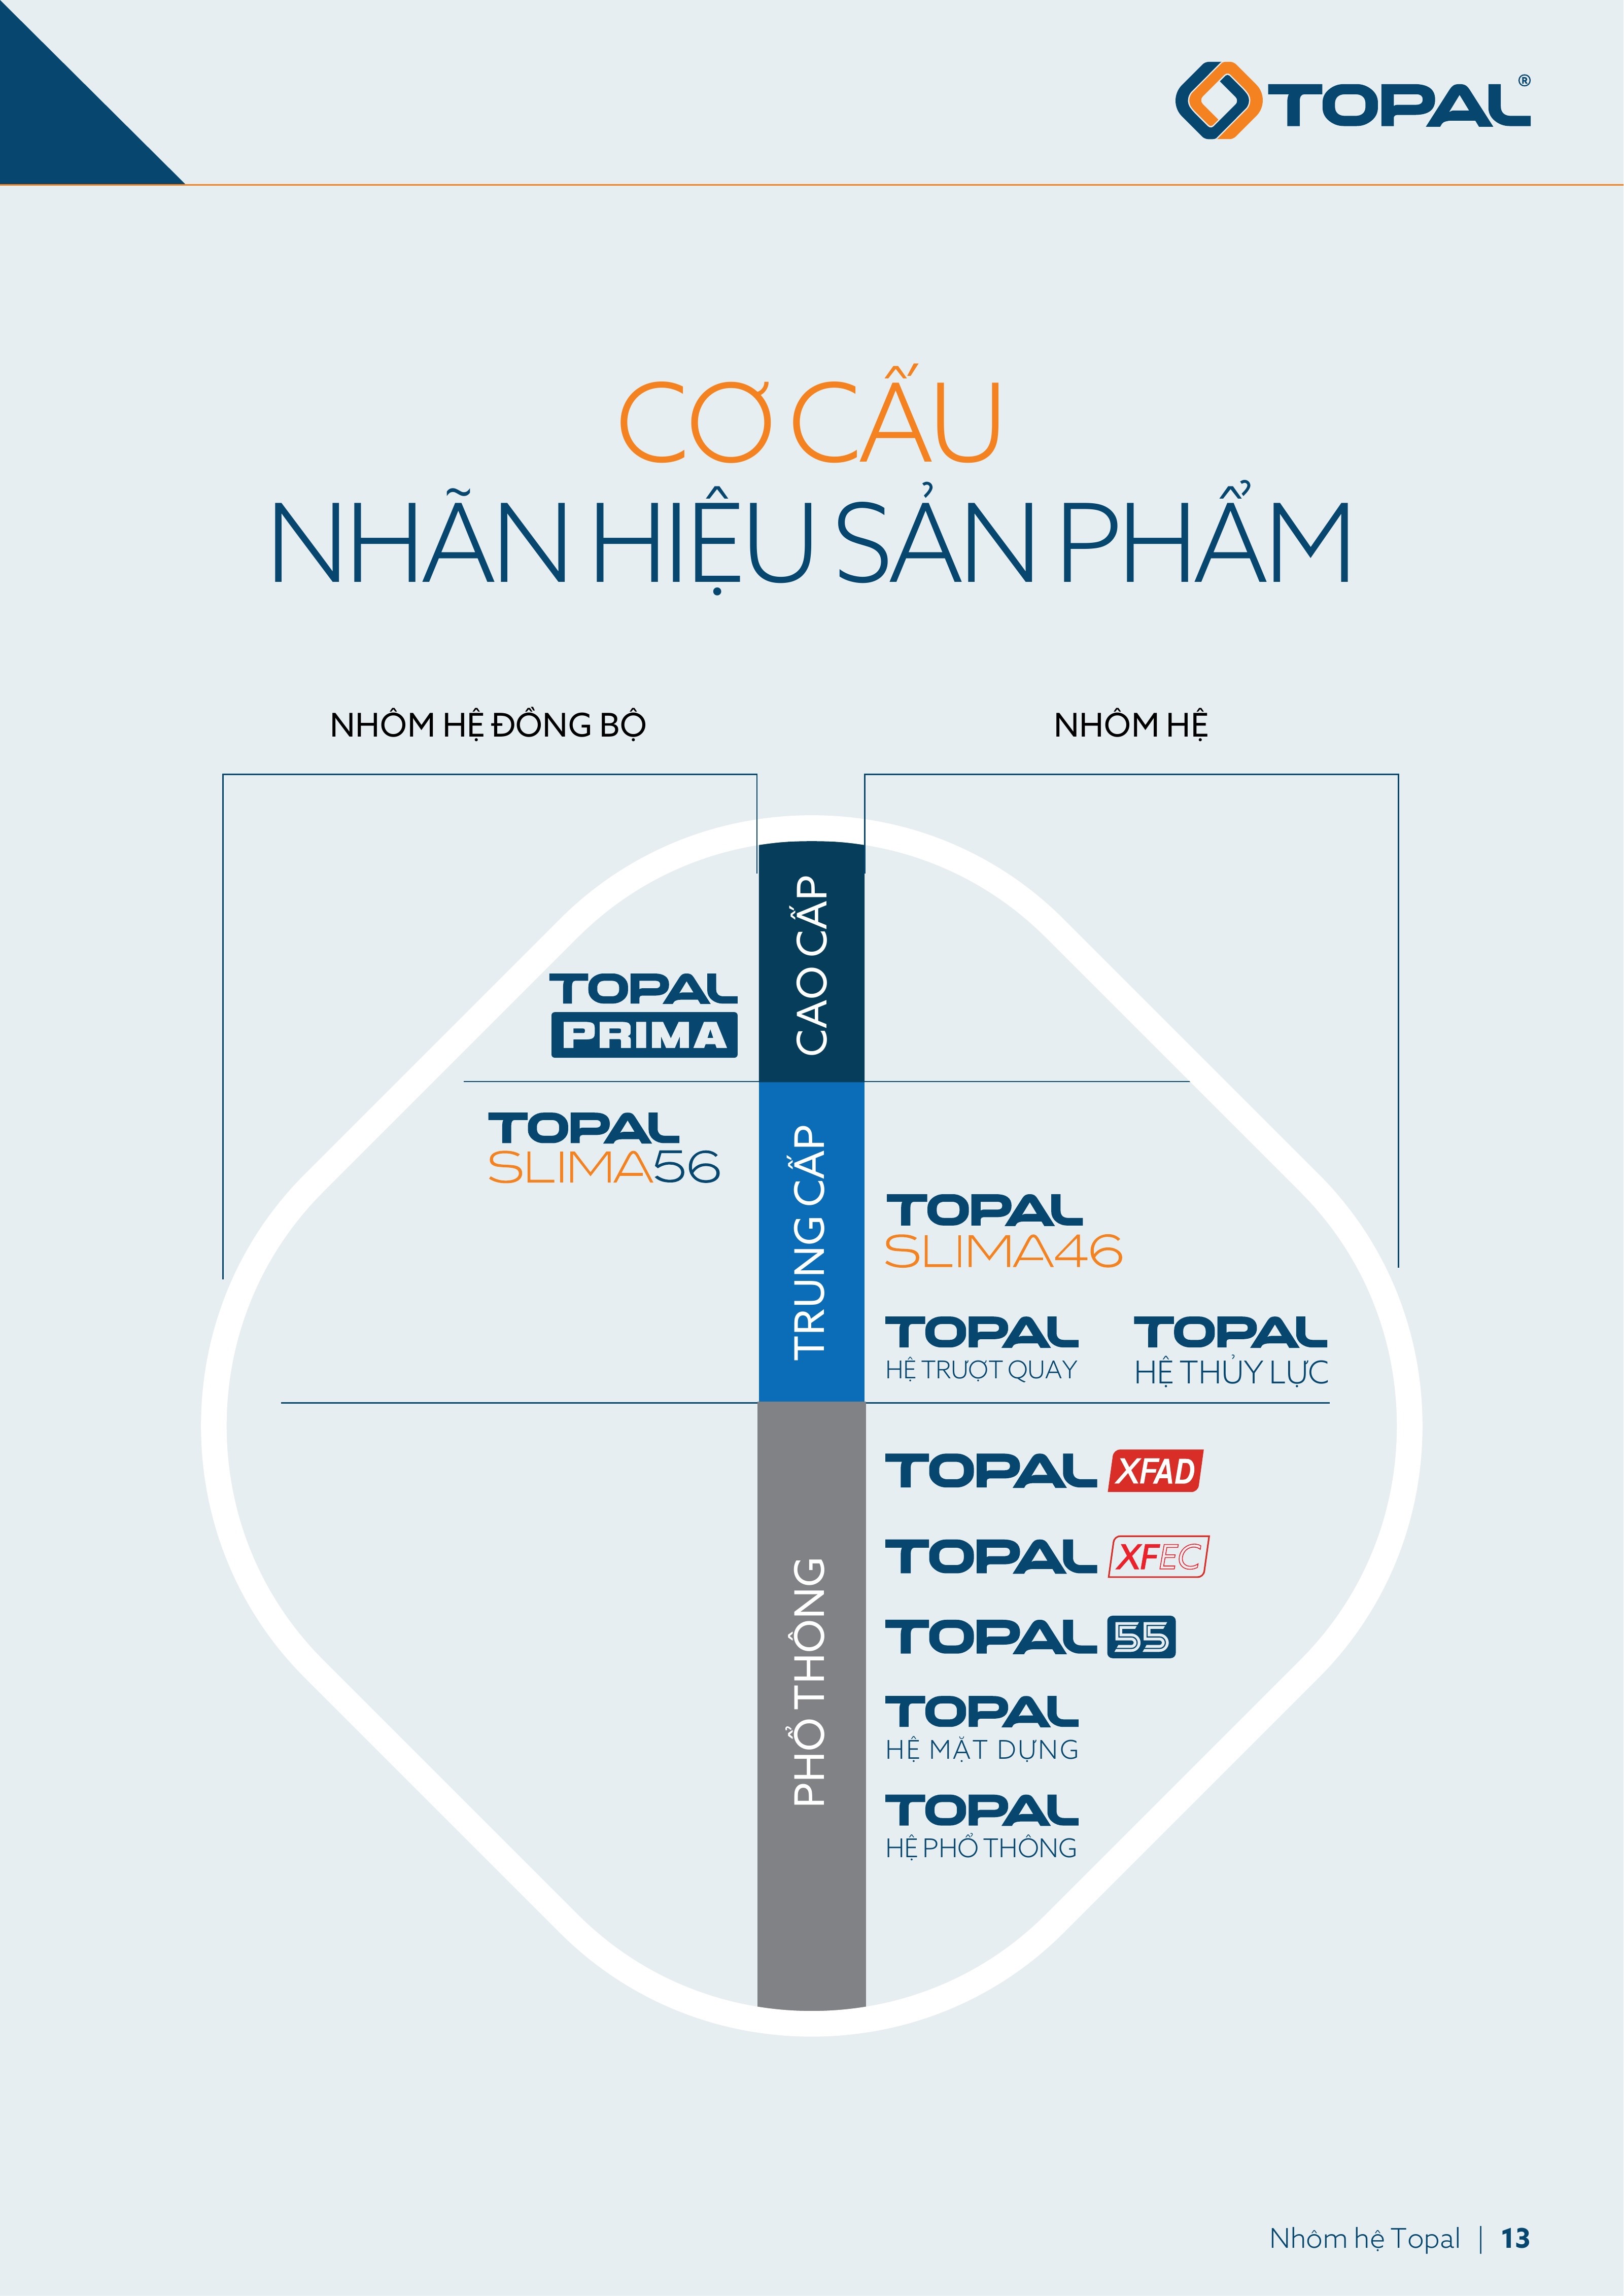 TOPAL®
CƠ CẤU
NHÃN HIỆU SẢN PHẨM
NHÔM HỆ ĐỒNG BỘ
NHÔM HỆ
CAO CẤP
TOPAL
PRIMA
TRUNG CẤP
TOPAL
SLIMA56
TOPAL
SLIMA46
TOPAL
HỆ TRƯỢT QUAY
TOPAL
HỆ THỦY LỰC
PHỔ THÔNG
TOPAL XFAD
TOPAL XFEC
TOPAL 55
TOPAL
HỆ MẶT DỰNG
TOPAL
HỆ PHỔ THÔNG
Nhôm hệ Topal | 13